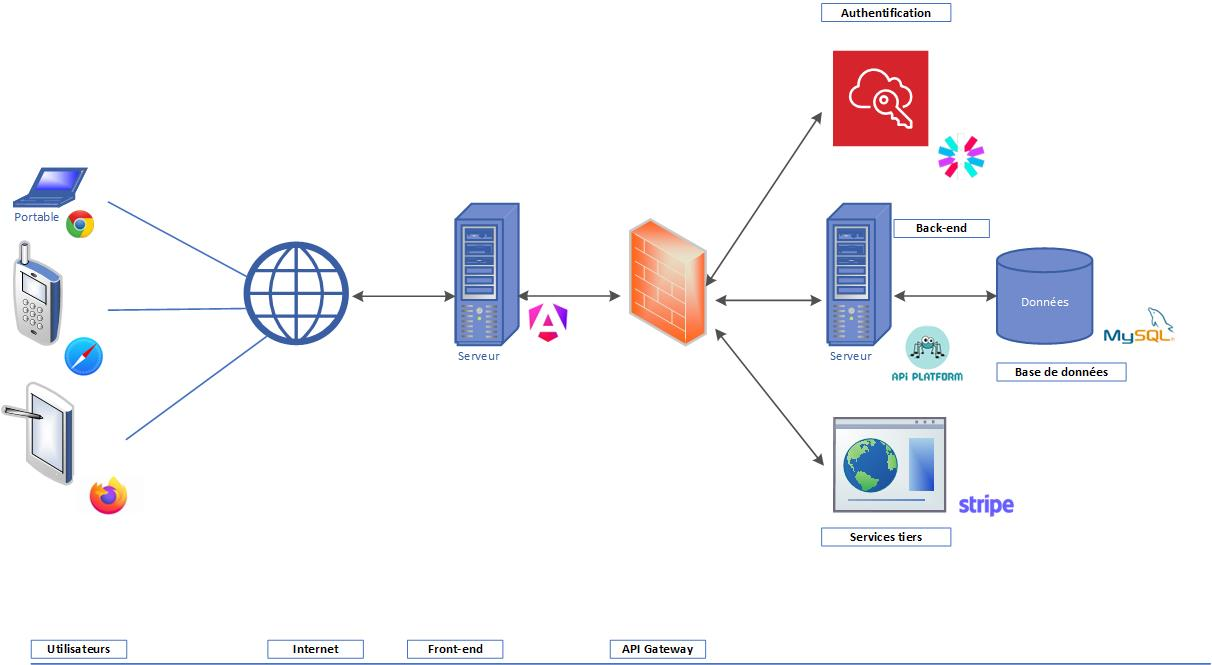 Authentification
Portable
Back-end
Données
MySQL
Serveur
Serveur
API PLATFORM
Base de données
stripe
Services tiers
Utilisateurs
Internet
Front-end
API Gateway